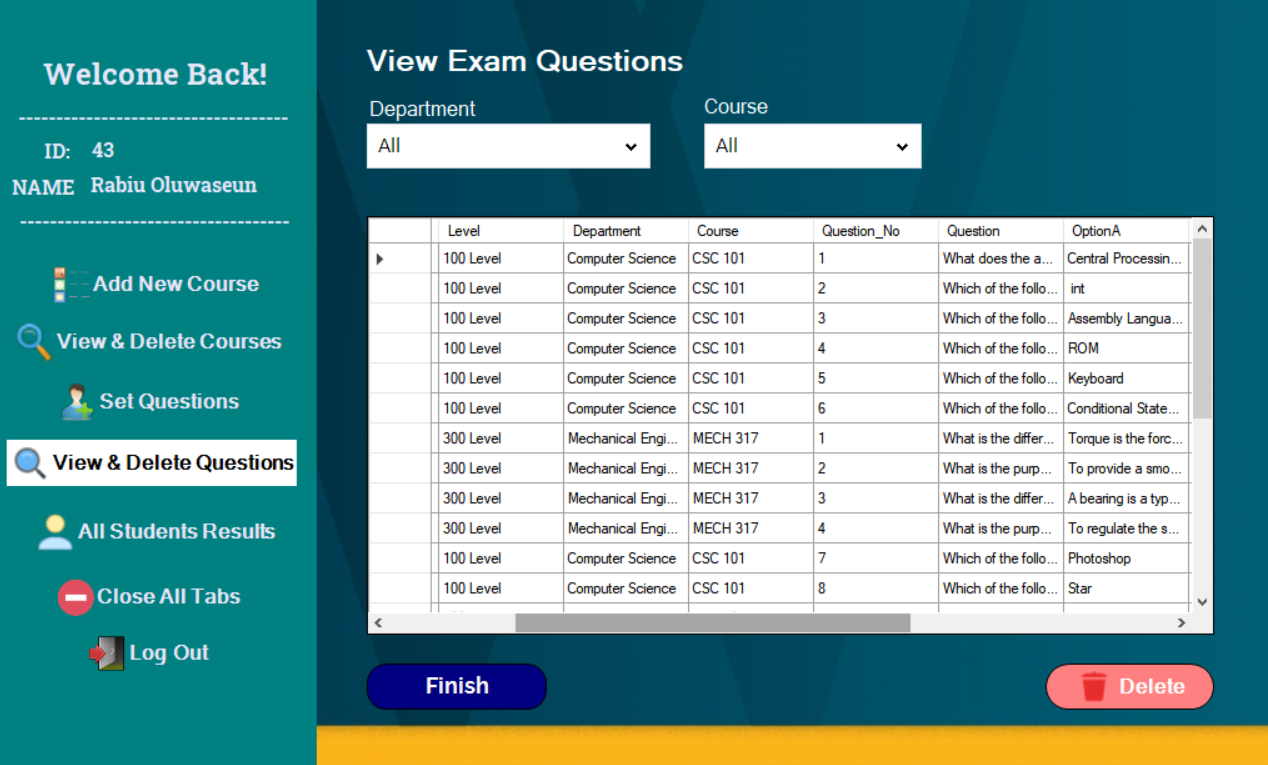 Welcome Back!
-----------------------------------
ID: 43
NAME Rabiu Oluwaseun
-----------------------------------
Add New Course
View & Delete Courses
Set Questions
View & Delete Questions
All Students Results
Close All Tabs
Log Out
View Exam Questions
Department Course
All All
Level Department Course Question_No Question OptionA
100 Level Computer Science CSC 101 1 What does the a... Central Processin...
100 Level Computer Science CSC 101 2 Which of the follo... int
100 Level Computer Science CSC 101 3 Which of the follo... Assembly Langua...
100 Level Computer Science CSC 101 4 Which of the follo... ROM
100 Level Computer Science CSC 101 5 Which of the follo... Keyboard
100 Level Computer Science CSC 101 6 Which of the follo... Conditional State...
300 Level Mechanical Engi... MECH 317 1 What is the differ... Torque is the forc...
300 Level Mechanical Engi... MECH 317 2 What is the purp... To provide a smo...
300 Level Mechanical Engi... MECH 317 3 What is the differ... A bearing is a typ...
300 Level Mechanical Engi... MECH 317 4 What is the purp... To regulate the s...
100 Level Computer Science CSC 101 7 Which of the follo... Photoshop
100 Level Computer Science CSC 101 8 Which of the follo... Star
Finish Delete